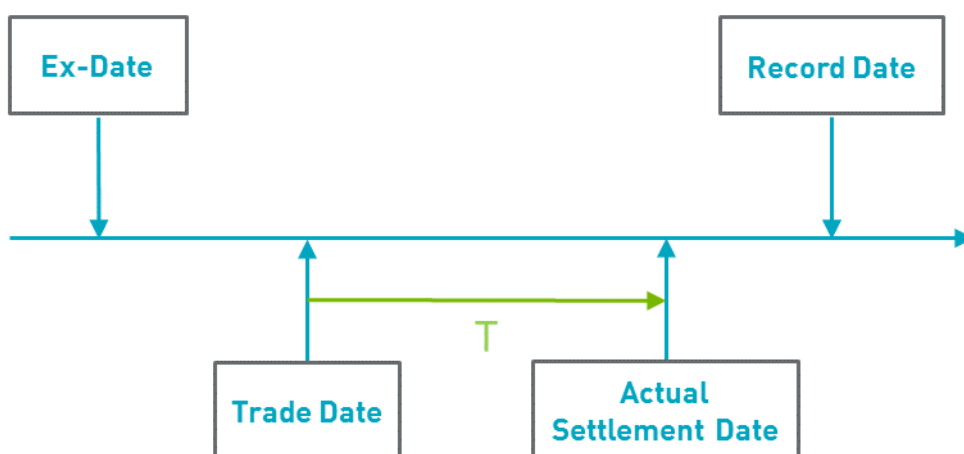 Ex-Date
Record Date
T
Trade Date
Actual
Settlement Date